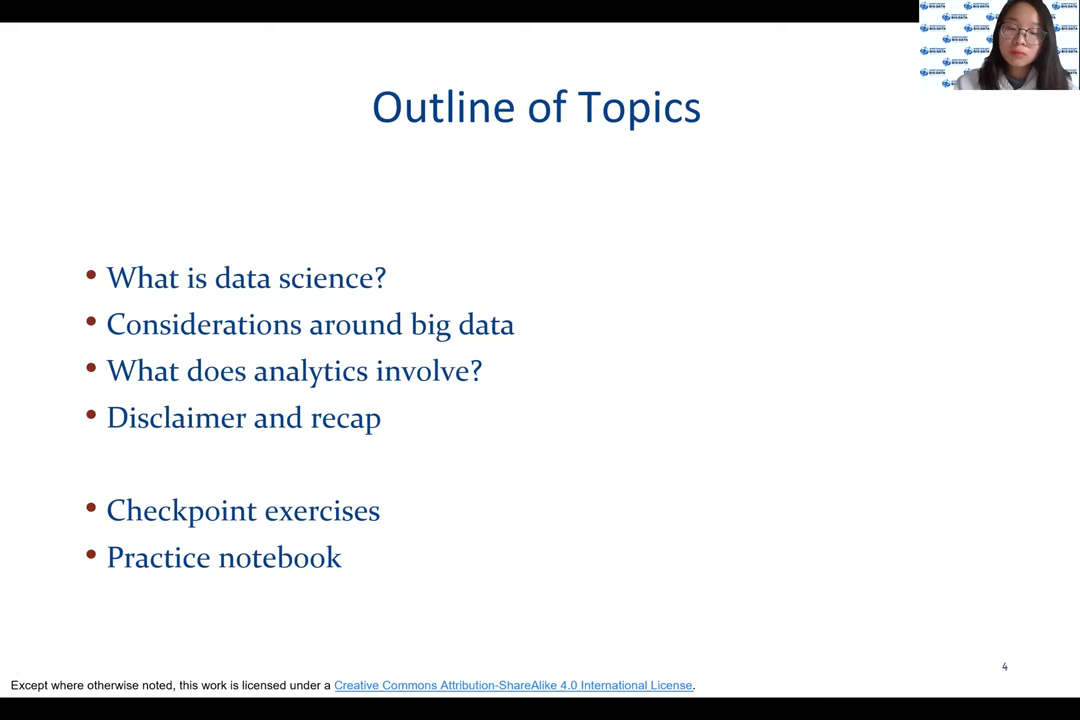 Outline of Topics
• What is data science?
• Considerations around big data
• What does analytics involve?
• Disclaimer and recap
• Checkpoint exercises
• Practice notebook
4
Except where otherwise noted, this work is licensed under a Creative Commons Attribution-ShareAlike 4.0 International License.